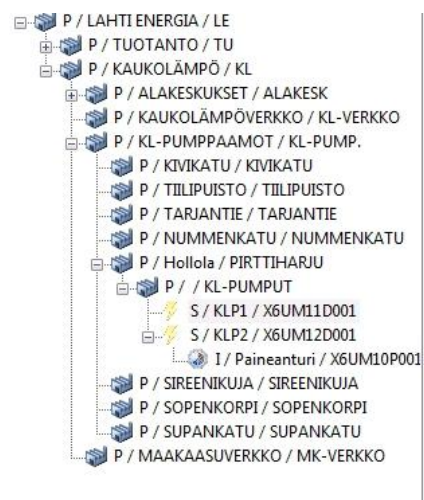 P / LAHTI ENERGIA / LE
P / TUOTANTO / TU
P / KAUKOLÄMPÖ / KL
P / ALAKESKUKSET / ALAKESK
P / KAUKOLÄMPÖVERKKO / KL-VERKKO
P / KL-PUMPPAAMOT / KL-PUMP.
P / KIVIKATU / KIVIKATU
P / TIILIPUISTO / TIILIPUISTO
P / TARJANTIE / TARJANTIE
P / NUMMENKATU / NUMMENKATU
P / Hollola / PIRTTIHARJU
P / / KL-PUMPUT
S / KLP1 / X6UM11D001
S / KLP2 / X6UM12D001
I / Paineanturi / X6UM10P001
P / SIREENIKUJA / SIREENIKUJA
P / SOPENKORPI / SOPENKORPI
P / SUPANKATU / SUPANKATU
P / MAAKAASUVERKKO / MK-VERKKO